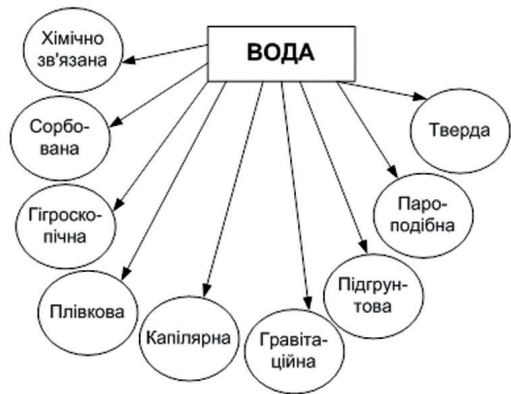 ВОДА
Хімічно
зв'язана
Сорбо-
вана
Гігроско-
пічна
Плівкова
Капілярна
Гравіта-
ційна
Підгрун-
това
Паро-
подібна
Тверда